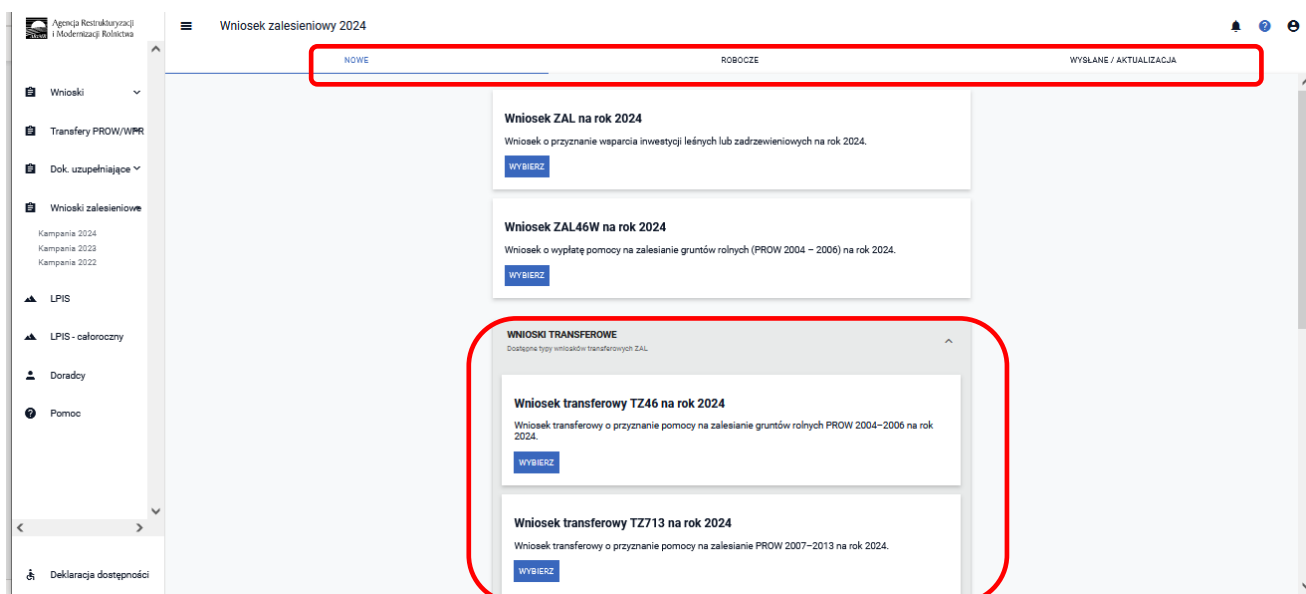 Agencja Restrukturyzacji
i Modernizacji Rolnictwa
Wniosek zalesieniowy 2024
NOWE
ROBOCZE
WYSŁANE / AKTUALIZACJA
Wnioski
Transfery PROW/WPR
Dok. uzupełniające
Wnioski zalesieniowe
Kampania 2024
Kampania 2023
Kampania 2022
LPIS
LPIS - całoroczny
Doradcy
Pomoc
Deklaracja dostępności
Wniosek ZAL na rok 2024
Wniosek o przyznanie wsparcia inwestycji leśnych lub zadrzewieniowych na rok 2024.
WYBIERZ
Wniosek ZAL46W na rok 2024
Wniosek o wypłatę pomocy na zalesianie gruntów rolnych (PROW 2004 – 2006) na rok 2024.
WYBIERZ
WNIOSKI TRANSFEROWE
Dostępne typy wniosków transferowych ZAL
Wniosek transferowy TZ46 na rok 2024
Wniosek transferowy o przyznanie pomocy na zalesianie gruntów rolnych PROW 2004–2006 na rok
2024.
WYBIERZ
Wniosek transferowy TZ713 na rok 2024
Wniosek transferowy o przyznanie pomocy na zalesianie PROW 2007–2013 na rok 2024.
WYBIERZ